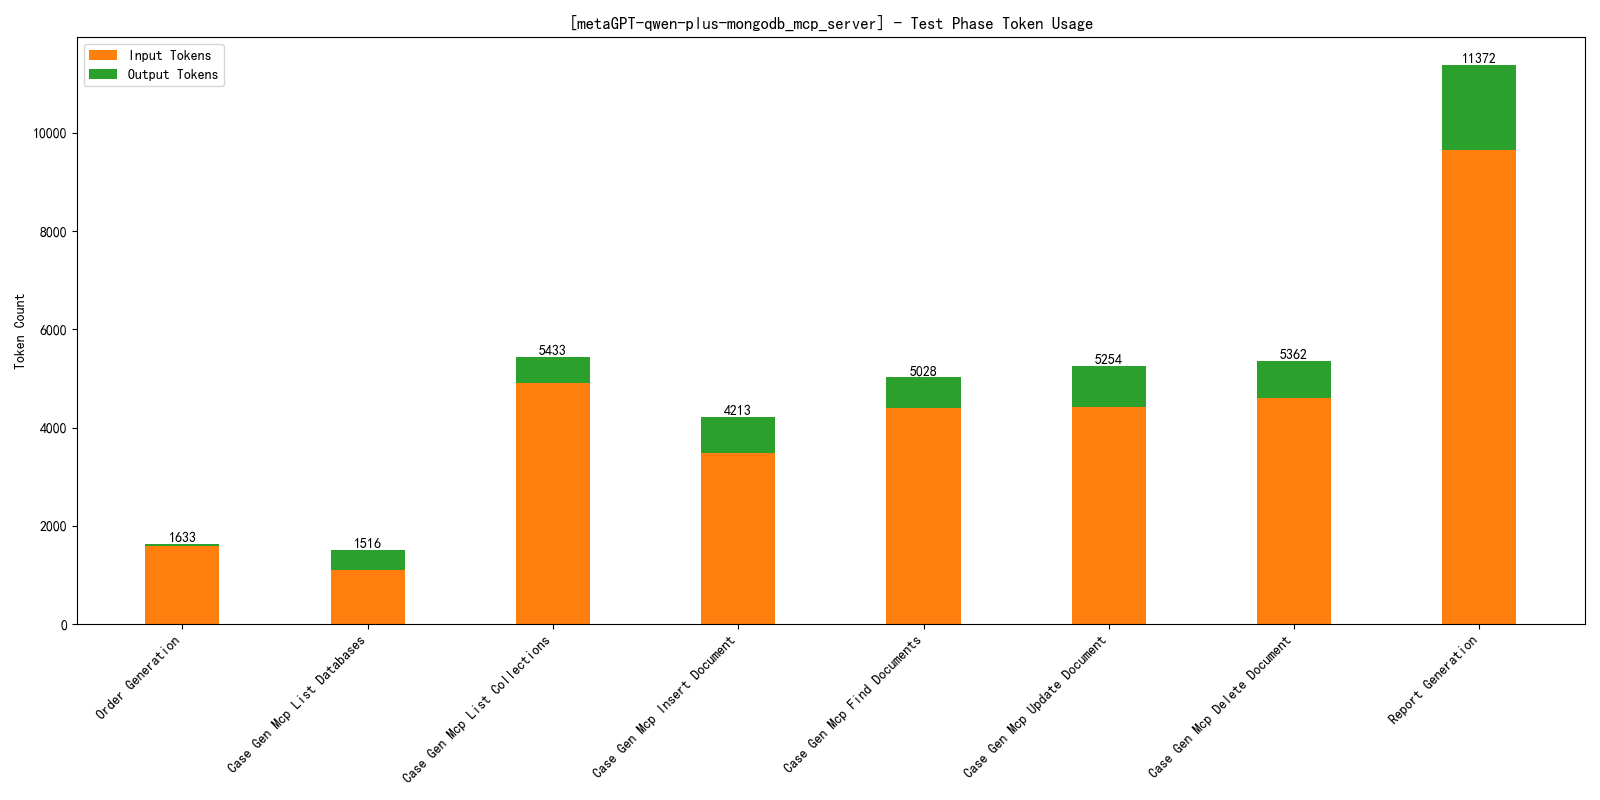 [metaGPT-qwen-plus-mongodb_mcp_server] - Test Phase Token Usage
Input Tokens
Output Tokens
Token Count
10000
8000
6000
4000
2000
0
1633
1516
5433
4213
5028
5254
5362
11372
Order Generation
Case Gen Mcp List Databases
Case Gen Mcp List Collections
Case Gen Mcp Insert Document
Case Gen Mcp Find Documents
Case Gen Mcp Update Document
Case Gen Mcp Delete Document
Report Generation